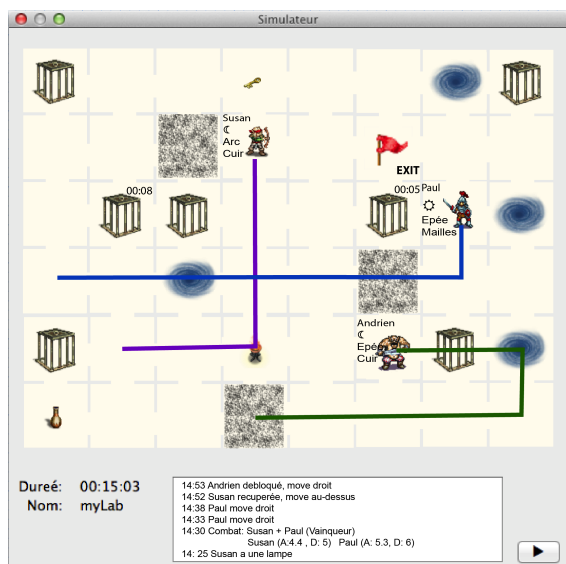 Simulateur
Susan
Arc
Cuir
EXIT
00:08
00:05 Paul
Epée
Mailles
Andrien
Epée
Cuir
Dureé: 00:15:03
Nom: myLab
14:53 Andrien debloqué, move droit
14:52 Susan recuperée, move au-dessus
14:38 Paul move droit
14:33 Paul move droit
14:30 Combat: Susan + Paul (Vainqueur)
Susan (A:4.4 , D: 5) Paul (A: 5.3, D: 6)
14: 25 Susan a une lampe